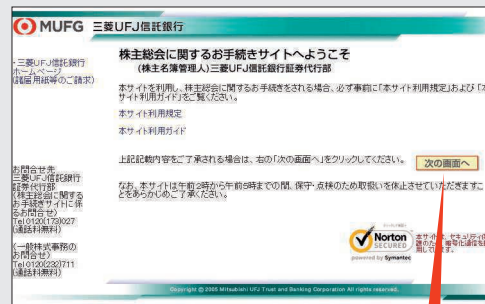 MUFG 三菱UFJ信託銀行
・三菱UFJ信託銀行
ホームページ
(諸届用紙等のご請求)
お問合せ先
三菱UFJ信託銀行
証券代行部
(株主総会に関する
お手続きサイトに係
るお問合せ)
Tel 0120(173)027
(通話料無料)
(一般株式事務の
お問合せ)
Tel 0120(232)711
(通話料無料)
株主総会に関するお手続きサイトへようこそ
(株主名簿管理人)三菱UFJ信託銀行証券代行部
本サイトを利用し、株主総会に関するお手続きをされる場合、必ず事前に「本サイト利用規定」および「本
サイト利用ガイド」をご覧ください。
本サイト利用規定
本サイト利用ガイド
上記記載内容をご了承される場合は、右の「次の画面へ」をクリックしてください。
次の画面へ
なお、本サイトは午前2時から午前5時までの間、保守・点検のため取扱いを休止させていただきますこ
とをあらかじめご了承ください。
Norton
SECURED
powered by Symantec
Copyright © 2005 Mitsubishi UFJ Trust and Banking Corporation All rights reserved.